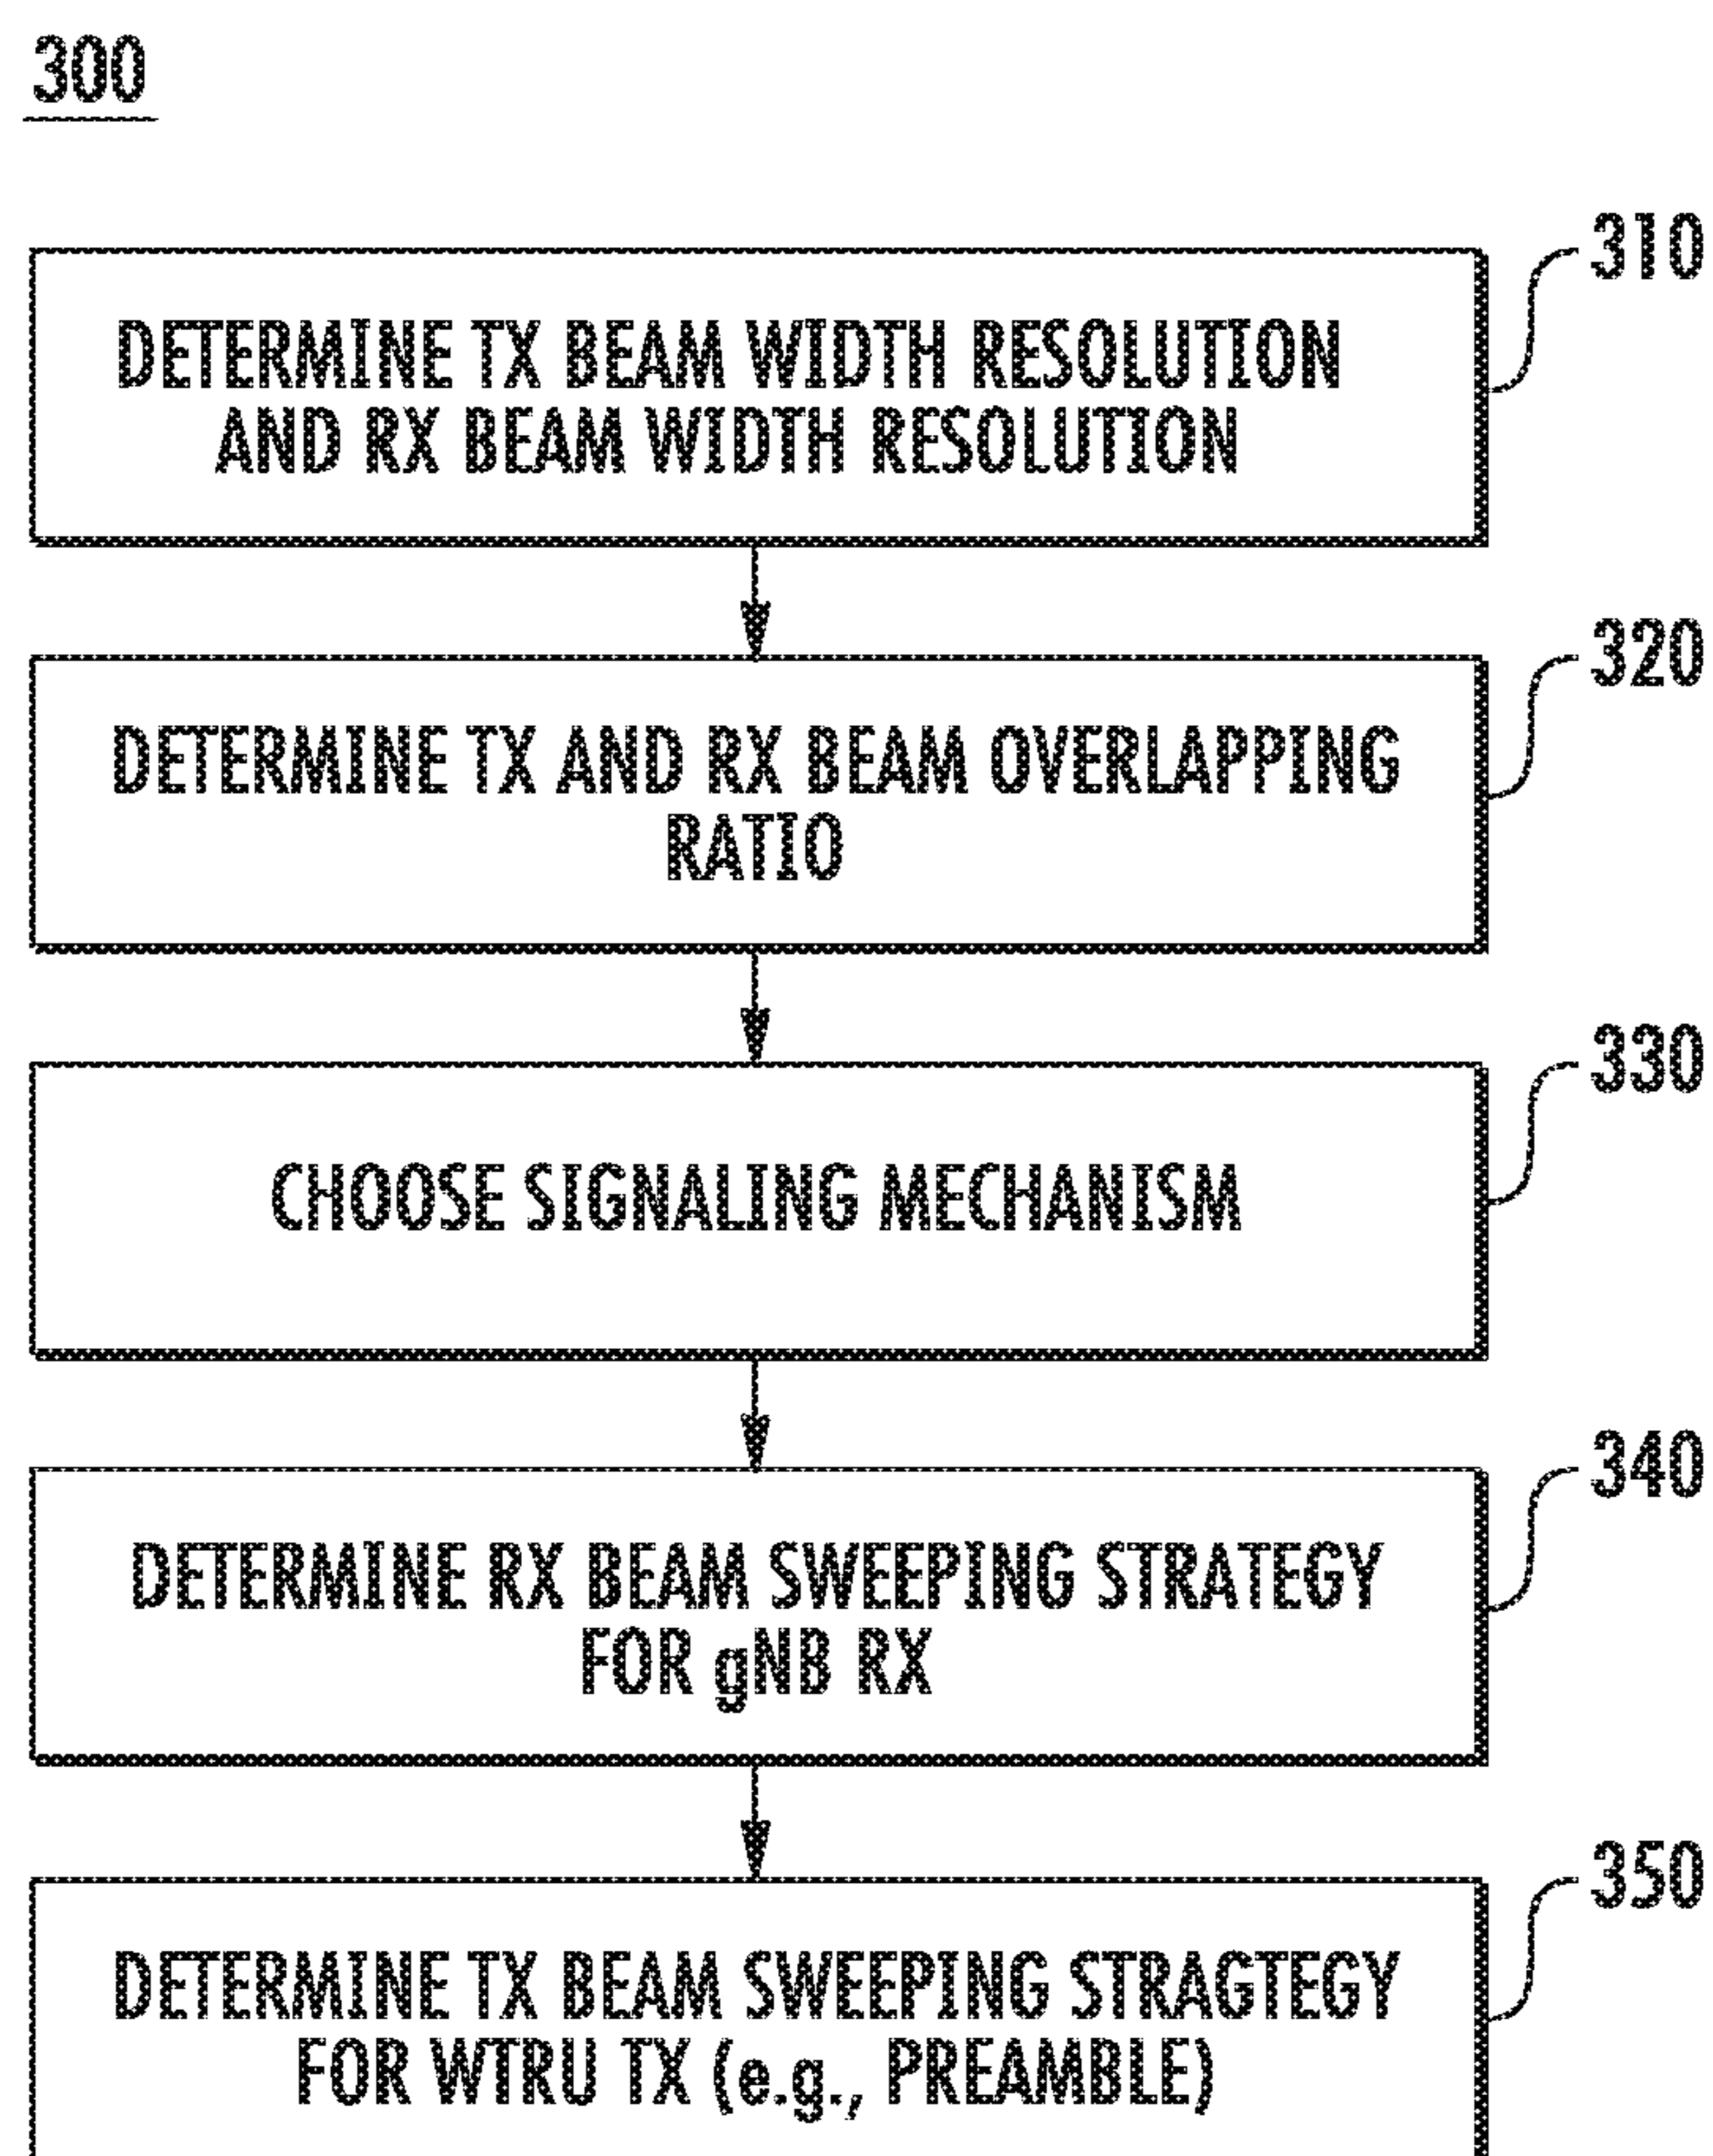 300
310
DETERMINE TX BEAM WIDTH RESOLUTION
AND RX BEAM WIDTH RESOLUTION
320
DETERMINE TX AND RX BEAM OVERLAPPING
RATIO
330
CHOOSE SIGNALING MECHANISM
340
DETERMINE RX BEAM SWEEPING STRATEGY
FOR gNB RX
350
DETERMINE TX BEAM SWEEPING STRAGTEGY
FOR WTRU TX (e.g., PREAMBLE)